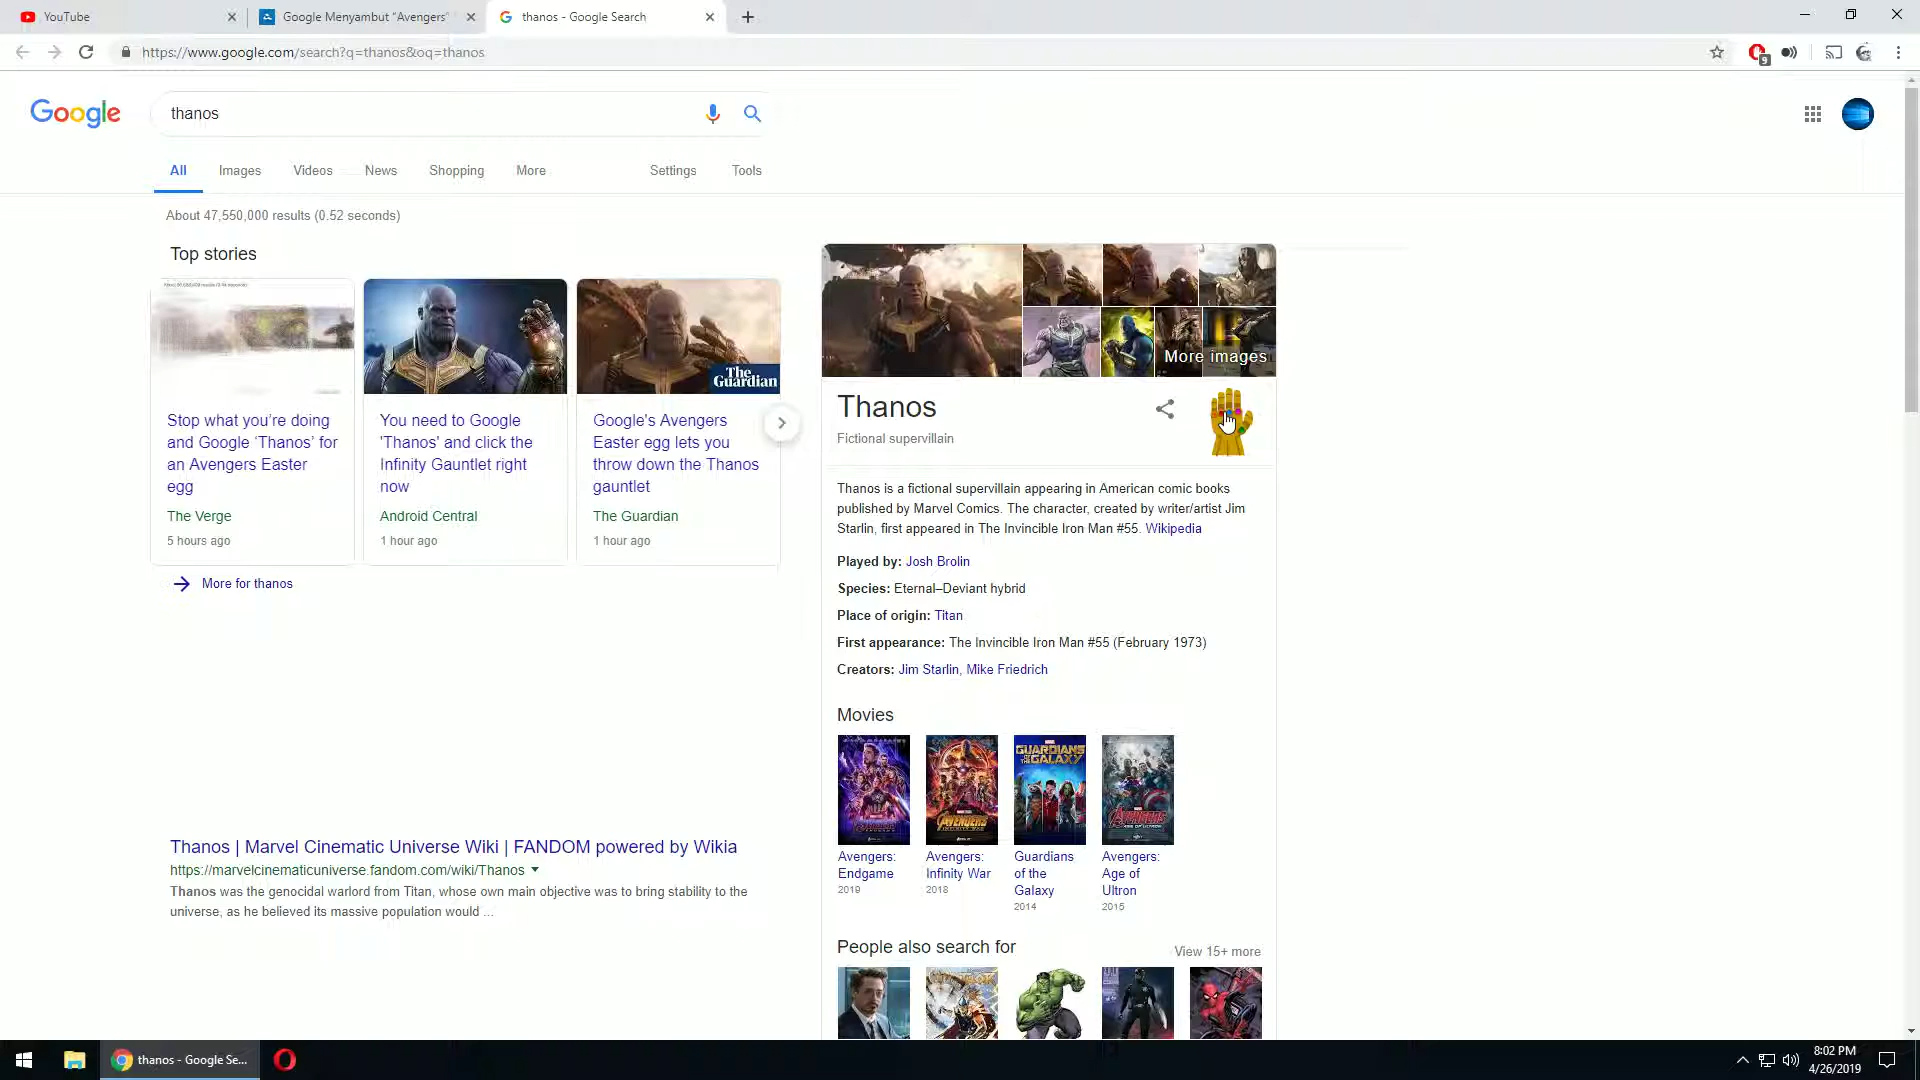 YouTube
Google Menyambut "Avengers"
thanos - Google Search
https://www.google.com/search?q=thanos&oq=thanos
9
Google
thanos
All
Images
Videos
News
Shopping
More
Settings
Tools
About 47,550,000 results (0.52 seconds)
Top stories
The Guardian
Stop what you're doing
and Google 'Thanos' for
an Avengers Easter
egg
The Verge
5 hours ago
You need to Google
'Thanos' and click the
Infinity Gauntlet right
now
Android Central
1 hour ago
Google's Avengers
Easter egg lets you
throw down the Thanos
gauntlet
The Guardian
1 hour ago
More for thanos
Thanos | Marvel Cinematic Universe Wiki | FANDOM powered by Wikia
https://marvelcinematicuniverse.fandom.com/wiki/Thanos
Thanos was the genocidal warlord from Titan, whose own main objective was to bring stability to the
universe, as he believed its massive population would ...
More images
Thanos
Fictional supervillain
Thanos is a fictional supervillain appearing in American comic books
published by Marvel Comics. The character, created by writer/artist Jim
Starlin, first appeared in The Invincible Iron Man #55. Wikipedia
Played by: Josh Brolin
Species: Eternal–Deviant hybrid
Place of origin: Titan
First appearance: The Invincible Iron Man #55 (February 1973)
Creators: Jim Starlin, Mike Friedrich
Movies
GUARDIANS
OF THE GALAXY
AVENGERS
Avengers:
Endgame
2019
Avengers:
Infinity War
2018
Guardians
of the
Galaxy
2014
Avengers:
Age of
Ultron
2015
People also search for
View 15+ more
thanos - Google Se...
8:02 PM
4/26/2019